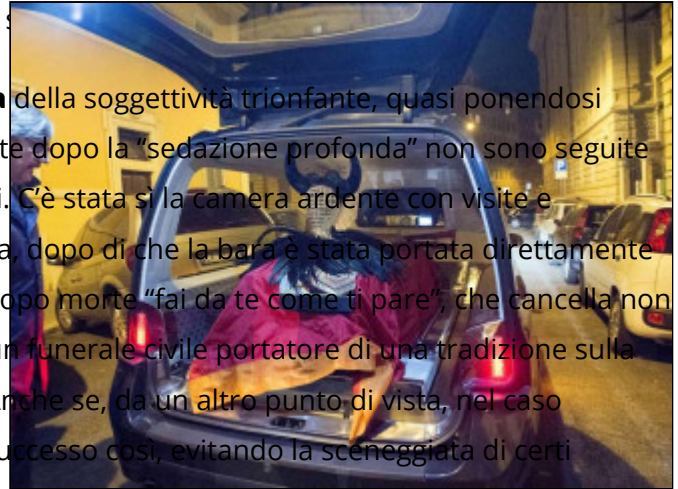 della soggettività trionfante, quasi ponendosi
te dopo la “sedazione profonda” non sono seguite
i. C’è stata sì la camera ardente con visite e
a, dopo di che la bara è stata portata direttamente
opo morte “fai da te come ti pare”, che cancella non
n funerale civile portatore di una tradizione sulla
nche se, da un altro punto di vista, nel caso
uccesso così, evitando la sceneggiata di certi